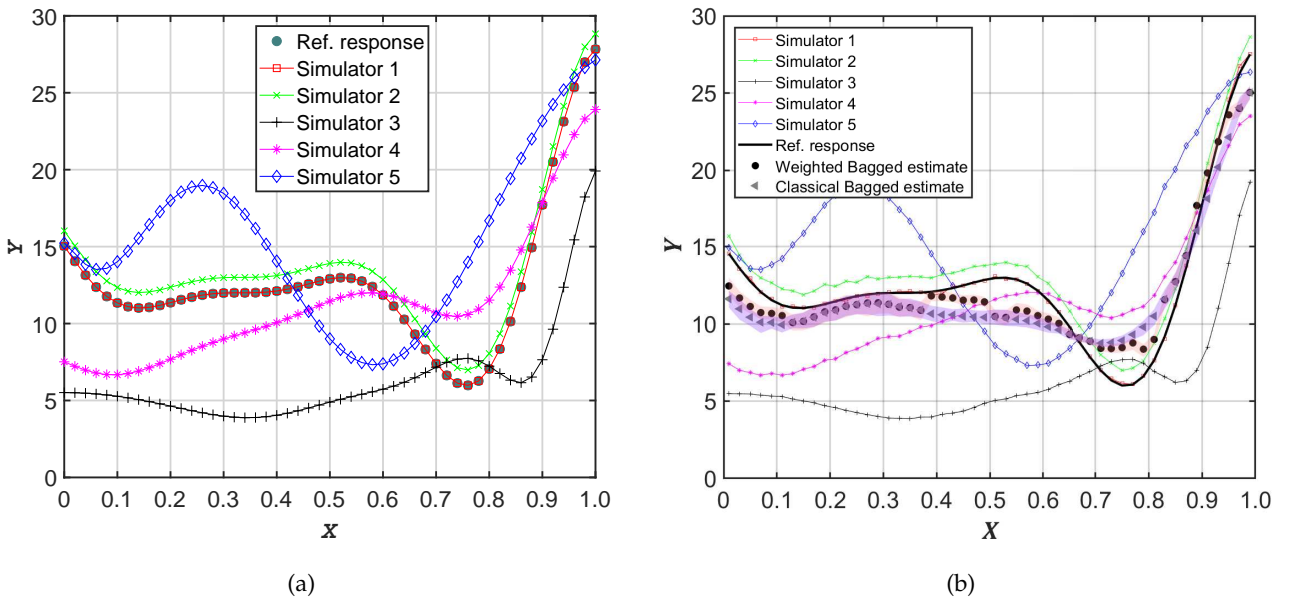 30
25
20
15
10
5
0
Y
0 0.1 0.2 0.3 0.4 0.5 0.6 0.7 0.8 0.9 1.0
X
Ref. response
Simulator 1
Simulator 2
Simulator 3
Simulator 4
Simulator 5
(a)
30
25
20
15
10
5
0
Y
0 0.1 0.2 0.3 0.4 0.5 0.6 0.7 0.8 0.9 1.0
X
Simulator 1
Simulator 2
Simulator 3
Simulator 4
Simulator 5
Ref. response
Weighted Bagged estimate
Classical Bagged estimate
(b)